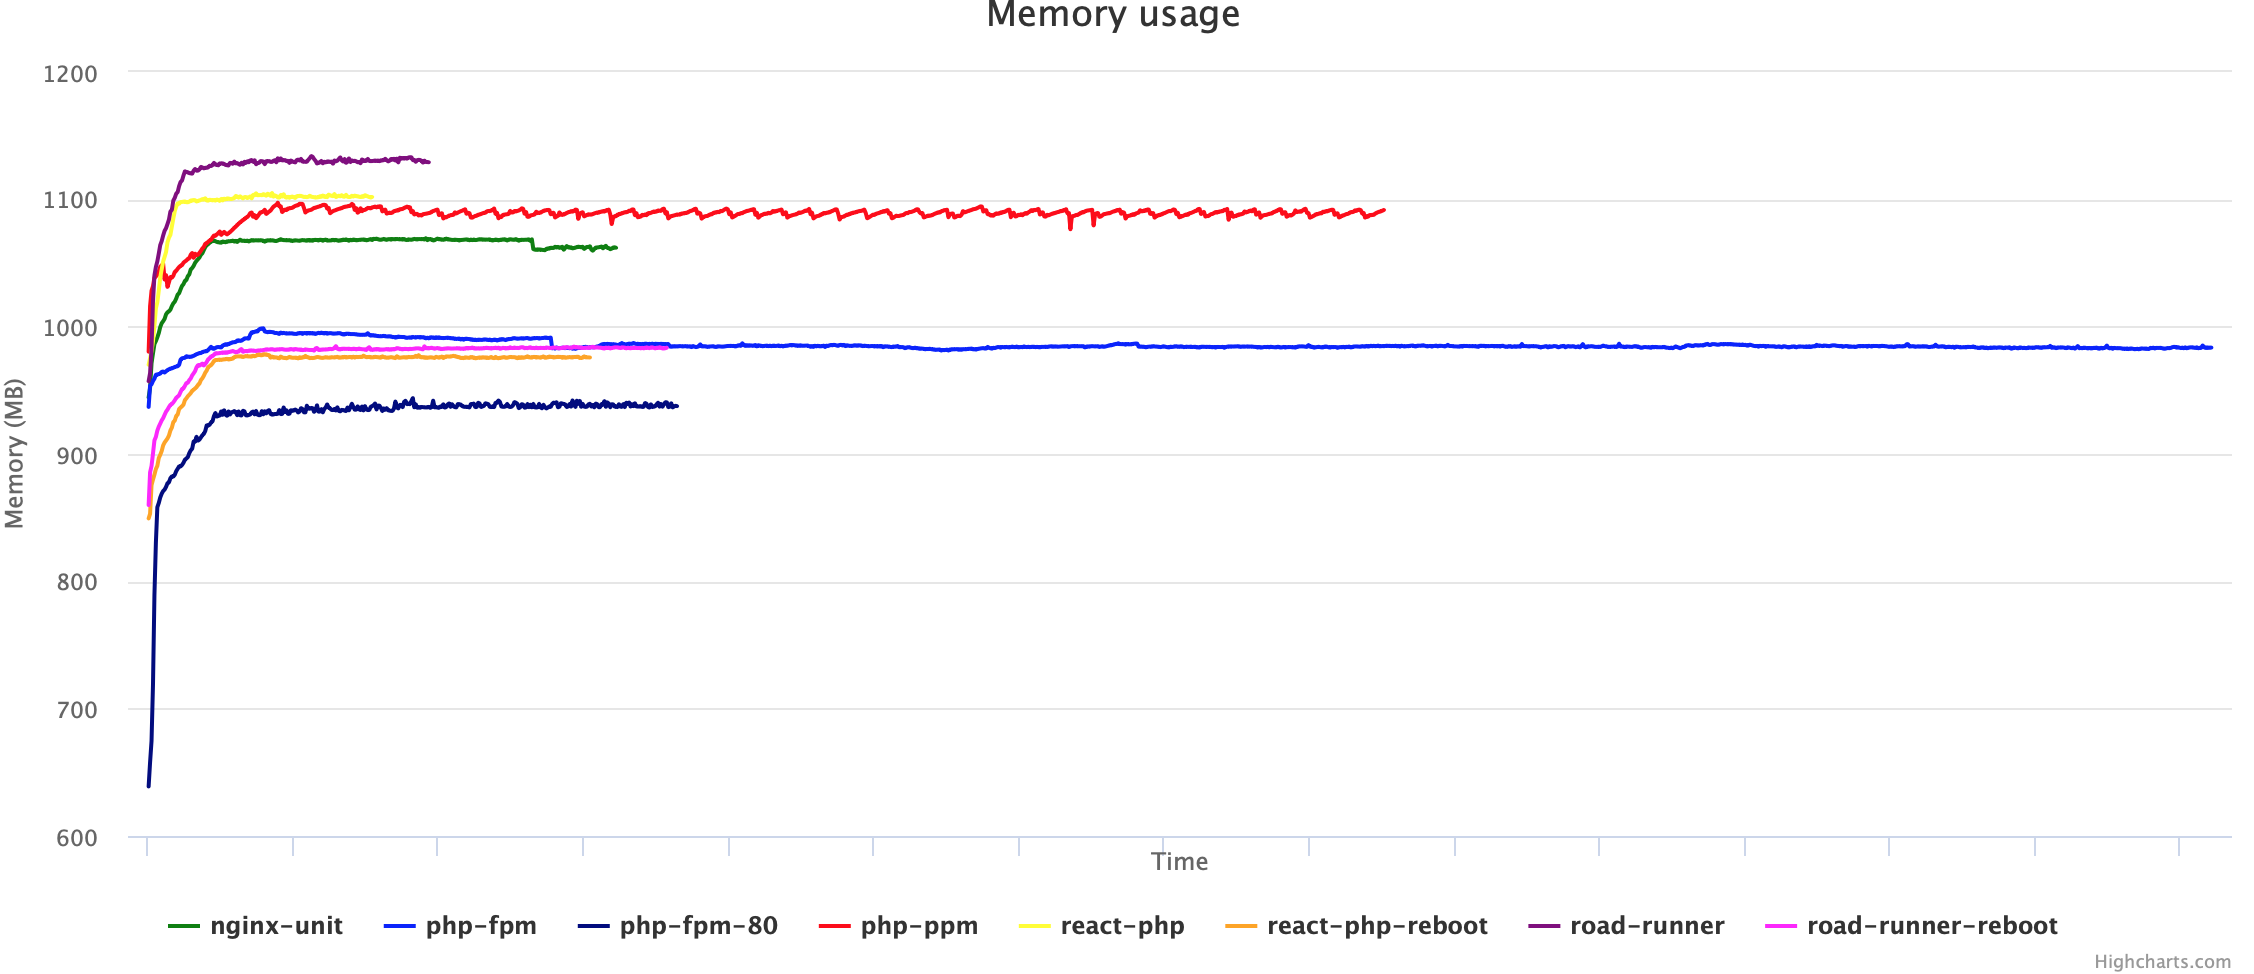 Memory usage
1200
1100
1000
900
800
700
600
Memory (MB)
Time
nginx-unit php-fpm php-fpm-80 php-ppm react-php react-php-reboot road-runner road-runner-reboot
Highcharts.com